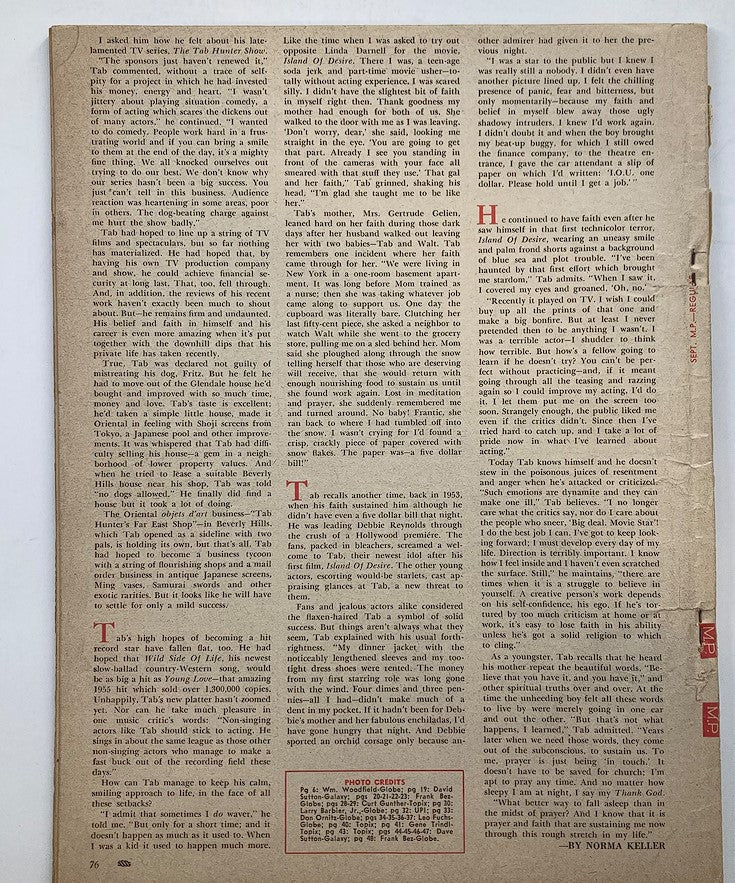 I asked him how he felt about his late-
lamented TV series, The Tab Hunter Show.
"The sponsors just haven't renewed it,"
Tab commented, without a trace of self-
pity for a project in which he had invested
his money, energy and heart. "I wasn't
jittery about playing situation comedy, a
form of acting which scares the dickens out
of many actors," he continued, "I wanted
to do comedy. People work hard in a frus-
trating world and if you can bring a smile
to them at the end of the day, it's a mighty
fine thing. We all knocked ourselves out
trying to do our best. We don't know why
our series hasn't been a big success. You
just can't tell in this business. Audience
reaction was heartening in some areas, poor
in others. The dog-beating charge against
me hurt the show badly."
Tab had hoped to line up a string of TV
films and spectaculars, but so far nothing
has materialized. He had hoped that, by
having his own TV production company
and show, he could achieve financial se-
curity at long last. That, too, fell through.
And, in addition, the reviews of his recent
work haven't exactly been much to shout
about. But—he remains firm and undaunted.
His belief and faith in himself and his
career is even more amazing when it's put
together with the downhill dips that his
private life has taken recently.
True, Tab was declared not guilty of
mistreating his dog, Fritz. But he felt he
had to move out of the Glendale house he'd
bought and improved with so much time,
money and love. Tab's taste is excellent;
he'd taken a simple little house, made it
Oriental in feeling with Shoji screens from
Tokyo, a Japanese pool and other improve-
ments. It was whispered that Tab had diffi-
culty selling his house—a gem in a neigh-
borhood of lower property values. And
when he tried to lease a suitable Beverly
Hills house near his shop, Tab was told
"no dogs allowed." He finally did find a
house but it took a lot of doing.
The Oriental objets d'art business—"Tab
Hunter's Far East Shop"—in Beverly Hills,
which Tab opened as a sideline with two
pals, is holding its own, but that's all. Tab
had hoped to become a business tycoon
with a string of flourishing shops and a mail
order business in antique Japanese screens,
Ming vases, Samurai swords and other
exotic rarities. But it looks like he will have
to settle for only a mild success.
Tab's high hopes of becoming a hit
record star have fallen flat, too. He had
hoped that Wild Side Of Life, his newest
slow-ballad country-Western song, would
be as big a hit as Young Love—that amazing
1955 hit which sold over 1,300,000 copies.
Unhappily, Tab's new platter hasn't zoomed
yet. Nor can he take much pleasure in
one music critic's words: "Non-singing
actors like Tab should stick to acting. He
sings in about the same league as those other
non-singing actors who manage to make a
fast buck out of the recording field these
days."
How can Tab manage to keep his calm,
smiling approach to life, in the face of all
these setbacks?
"I admit that sometimes I do waver," he
told me. "But only for a short time; and it
doesn't happen as much as it used to. When
I was a kid it used to happen much more.
76
Like the time when I was asked to try out
opposite Linda Darnell for the movie,
Island Of Desire. There I was, a teen-age
soda jerk and part-time movie usher—to-
tally without acting experience. I was scared
silly. I didn't have the slightest bit of faith
in myself right then. Thank goodness my
mother had enough for both of us. She
walked to the door with me as I was leaving.
'Don't worry, dear,' she said, looking me
straight in the eye. 'You are going to get
that part. Already I see you standing in
front of the cameras with your face all
smeared with that stuff they use.' That gal
and her faith," Tab grinned, shaking his
head, "I'm glad she taught me to be like
her."
Tab's mother, Mrs. Gertrude Gelien,
leaned hard on her faith during those dark
days after her husband walked out leaving
her with two babies—Tab and Walt. Tab
remembers one incident where her faith
came through for her. "We were living in
New York in a one-room basement apart-
ment. It was long before Mom trained as
a nurse; then she was taking whatever job
came along to support us. One day the
cupboard was literally bare. Clutching her
last fifty-cent piece, she asked a neighbor to
watch Walt while she went to the grocery
store, pulling me on a sled behind her. Mom
said she ploughed along through the snow
telling herself that those who are deserving
will receive, that she would return with
enough nourishing food to sustain us until
she found work again. Lost in meditation
and prayer, she suddenly remembered me
and turned around. No baby! Frantic, she
ran back to where I had tumbled off into
the snow. I wasn't crying for I'd found a
crisp, crackly piece of paper covered with
snow flakes. The paper was—a five dollar
bill!"
Tab recalls another time, back in 1953,
when his faith sustained him although he
didn't have even a five dollar bill that night.
He was leading Debbie Reynolds through
the crush of a Hollywood première. The
fans, packed in bleachers, screamed a wel-
come to Tab, their newest idol after his
first film, Island Of Desire. The other young
actors, escorting would-be starlets, cast ap-
praising glances at Tab, a new threat to
them.
Fans and jealous actors alike considered
the flaxen-haired Tab a symbol of solid
success. But things aren't always what they
seem, Tab explained with his usual forth-
rightness. "My dinner jacket with the
noticably lengthened sleeves and my too-
tight dress shoes were rented. The money
from my first starring role was long gone
with the wind. Four dimes and three pen-
nies—all I had—didn't make much of a
dent in my pocket. If it hadn't been for Deb-
bie's mother and her fabulous enchiladas, I'd
have gone hungry that night. And Debbie
sported an orchid corsage only because an-
PHOTO CREDITS
Pg 6: Wm. Woodfield-Globe; pg 19: David
Sutton-Galaxy; pgs 20-21-22-23: Frank Bez-
Globe; pgs 28-29: Curt Gunther-Topix; pg 30:
Larry Barbier, Jr.,-Globe; pg 32: UPI; pg 33:
Don Ornitz-Globe; pgs 34-35-36-37: Leo Fuchs-
Globe; pg 40: Topix; pg 41: Gene Trindl-
Topix; pg 43: Topix; pgs 44-45-46-47: Dave
Sutton-Galaxy; pg 48: Frank Bez-Globe.
other admirer had given it to her the pre-
vious night.
"I was a star to the public but I knew I
was really still a nobody. I didn't even have
another picture lined up. I felt the chilling
presence of panic, fear and bitterness, but
only momentarily—because my faith and
belief in myself blew away those ugly
shadowy intruders. I knew I'd work again.
I didn't doubt it and when the boy brought
my beat-up buggy, for which I still owed
the finance company, to the theatre en-
trance, I gave the car attendant a slip of
paper on which I'd written: 'I.O.U. one
dollar. Please hold until I get a job.' "
He continued to have faith even after he
saw himself in that first technicolor terror,
Island Of Desire, wearing an uneasy smile
and palm frond shorts against a background
of blue sea and plot trouble. "I've been
haunted by that first effort which brought
me stardom," Tab admits. "When I saw it,
I covered my eyes and groaned, 'Oh, no.'
"Recently it played on TV. I wish I could
buy up all the prints of that one and
make a big bonfire. But at least I never
pretended then to be anything I wasn't. I
was a terrible actor—I shudder to think
how terrible. But how's a fellow going to
learn if he doesn't try? You can't be per-
fect without practicing—and, if it meant
going through all the teasing and razzing
again so I could improve my acting, I'd do
it. I let them put me on the screen too
soon. Strangely enough, the public liked me
even if the critics didn't. Since then I've
tried hard to catch up, and I take a lot of
pride now in what I've learned about
acting."
Today Tab knows himself and he doesn't
stew in the poisonous juices of resentment
and anger when he's attacked or criticized.
"Such emotions are dynamite and they can
make one ill," Tab believes. "I no longer
care what the critics say, nor do I care about
the people who sneer, 'Big deal, Movie Star'!
I do the best job I can. I've got to keep look-
ing forward; I must develop every day of my
life. Direction is terribly important. I know
how I feel inside and I haven't even scratched
the surface. Still," he maintains, "there are
times when it is a struggle to believe in
yourself. A creative person's work depends
on his self-confidence, his ego. If he's tor-
tured by too much criticism at home or at
work, it's easy to lose faith in his ability
unless he's got a solid religion to which
to cling."
As a youngster, Tab recalls that he heard
his mother repeat the beautiful words, "Be-
lieve that you have it, and you have it," and
other spiritual truths over and over. At the
time the unheeding boy felt all these words
to live by were merely going in one ear
and out the other. "But that's not what
happens, I learned," Tab admitted. "Years
later when we need those words, they come
out of the subconscious, to sustain us. To
me, prayer is just being 'in touch.' It
doesn't have to be saved for church; I'm
apt to pray any time. And no matter how
sleepy I am at night, I say my Thank God.
"What better way to fall asleep than in
the midst of prayer? And I know that it is
prayer and faith that are sustaining me now
through this rough stretch in my life."
—BY NORMA KELLER
SEPT. M.P.—REGU
M.P.
M.P.